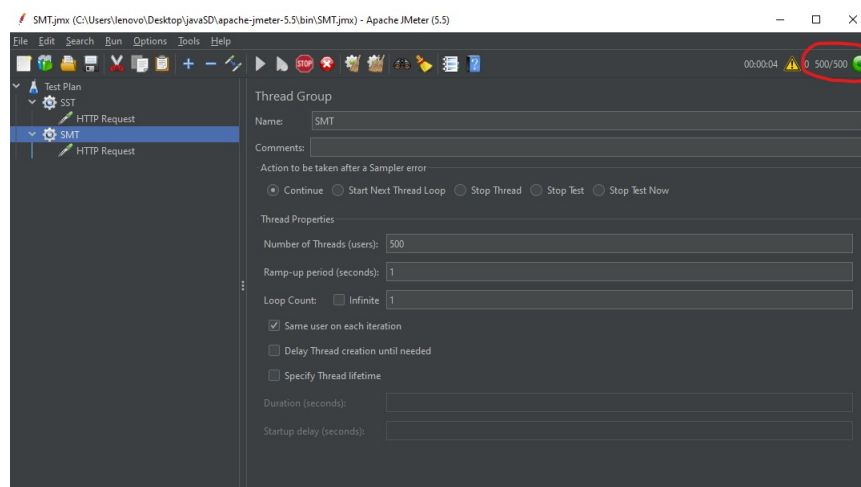 SMT.jmx (C:\Users\lenovo\Desktop\javaSD\apache-jmeter-5.5\bin\SMT.jmx) - Apache JMeter (5.5)
File Edit Search Run Options Tools Help
STOP 00:00:04 0 500/500
Test Plan
SST
HTTP Request
SMT
HTTP Request
Thread Group
Name: SMT
Comments:
Action to be taken after a Sampler error
Continue Start Next Thread Loop Stop Thread Stop Test Stop Test Now
Thread Properties
Number of Threads (users): 500
Ramp-up period (seconds): 1
Loop Count: Infinite 1
Same user on each iteration
Delay Thread creation until needed
Specify Thread lifetime
Duration (seconds):
Startup delay (seconds):